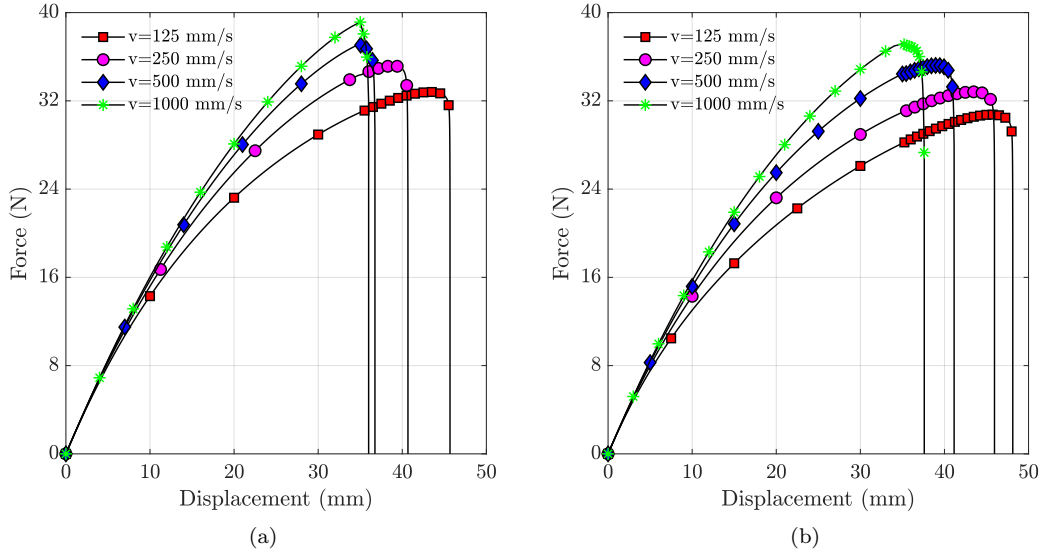 40
32
24
16
8
0
Force (N)
v=125 mm/s
v=250 mm/s
v=500 mm/s
v=1000 mm/s
0 10 20 30 40 50
Displacement (mm)
(a)
40
32
24
16
8
0
Force (N)
v=125 mm/s
v=250 mm/s
v=500 mm/s
v=1000 mm/s
0 10 20 30 40 50
Displacement (mm)
(b)